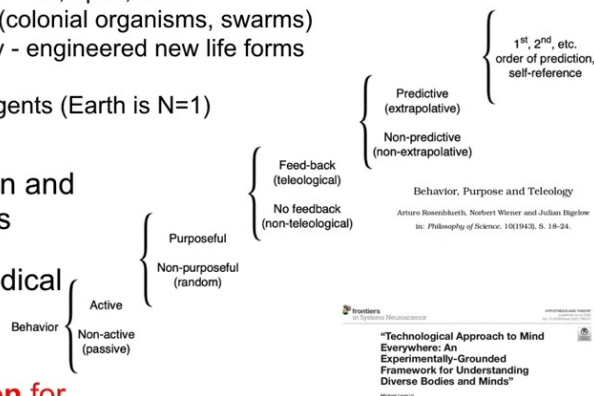 (colonial organisms, swarms)
- engineered new life forms
gents (Earth is N=1)
n and
s
dical
on for
1st, 2nd, etc.
order of prediction,
self-reference
Predictive
(extrapolative)
Non-predictive
(non-extrapolative)
Feed-back
(teleological)
No feedback
(non-teleological)
Purposeful
Non-purposeful
(random)
Active
Behavior
Non-active
(passive)
Behavior, Purpose and Teleology
Arturo Rosenblueth, Norbert Wiener and Julian Bigelow
in: Philosophy of Science, 10(1943), S. 18–24.
frontiers
in Systems Neuroscience
"Technological Approach to Mind
Everywhere: An
Experimentally-Grounded
Framework for Understanding
Diverse Bodies and Minds"